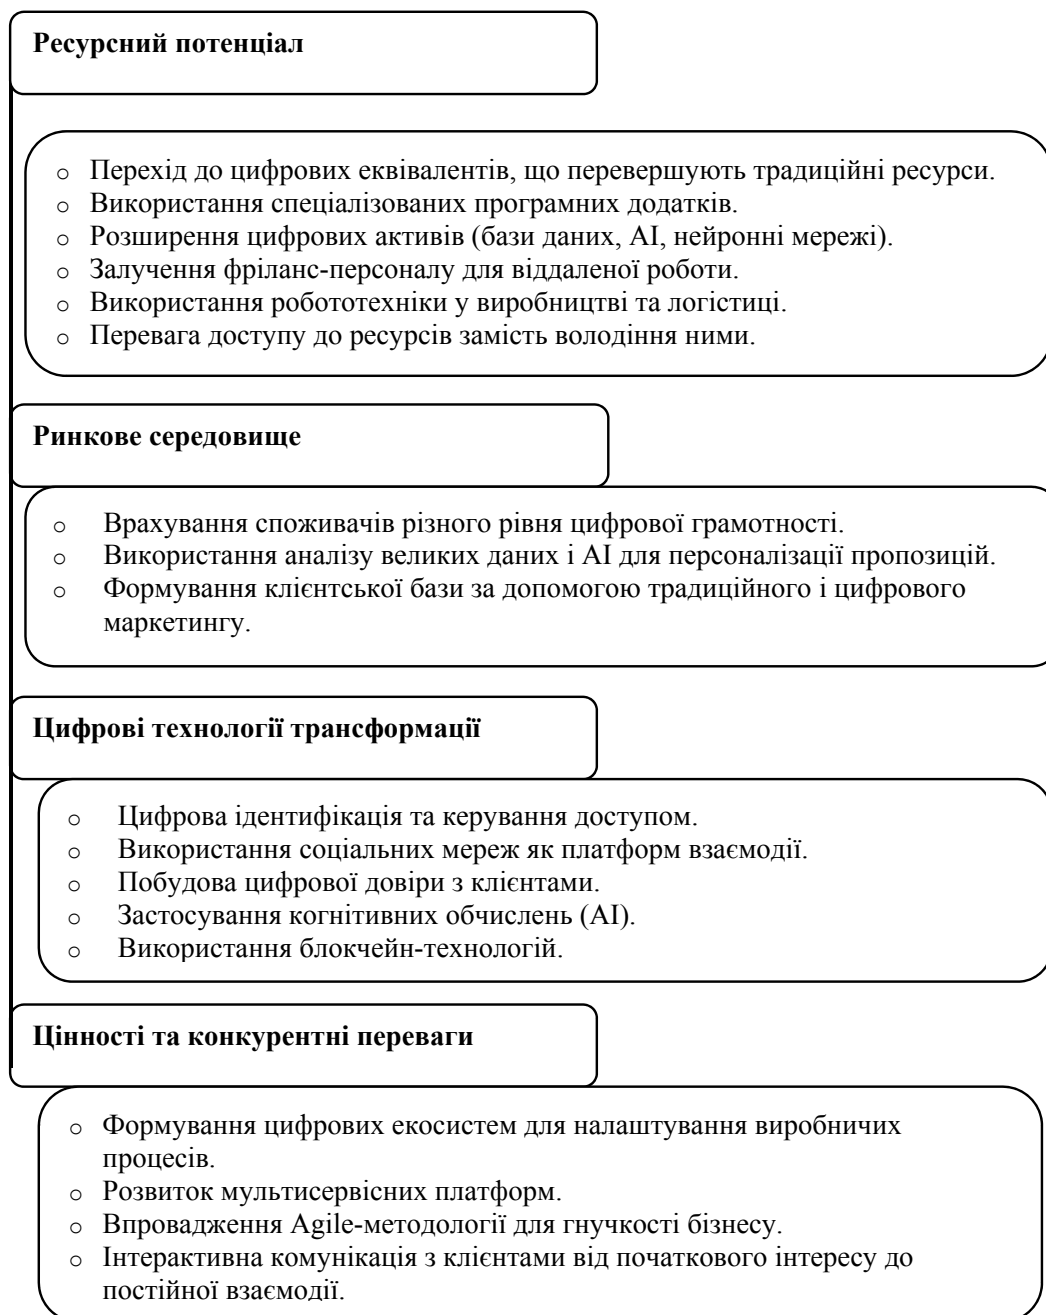 Ресурсний потенціал
o Перехід до цифрових еквівалентів, що перевершують традиційні ресурси.
o Використання спеціалізованих програмних додатків.
o Розширення цифрових активів (бази даних, AI, нейронні мережі).
o Залучення фріланс-персоналу для віддаленої роботи.
o Використання робототехніки у виробництві та логістиці.
o Перевага доступу до ресурсів замість володіння ними.
Ринкове середовище
o Врахування споживачів різного рівня цифрової грамотності.
o Використання аналізу великих даних і AI для персоналізації пропозицій.
o Формування клієнтської бази за допомогою традиційного і цифрового
маркетингу.
Цифрові технології трансформації
o Цифрова ідентифікація та керування доступом.
o Використання соціальних мереж як платформ взаємодії.
o Побудова цифрової довіри з клієнтами.
o Застосування когнітивних обчислень (AI).
o Використання блокчейн-технологій.
Цінності та конкурентні переваги
o Формування цифрових екосистем для налаштування виробничих
процесів.
o Розвиток мультисервісних платформ.
o Впровадження Agile-методології для гнучкості бізнесу.
o Інтерактивна комунікація з клієнтами від початкового інтересу до
постійної взаємодії.